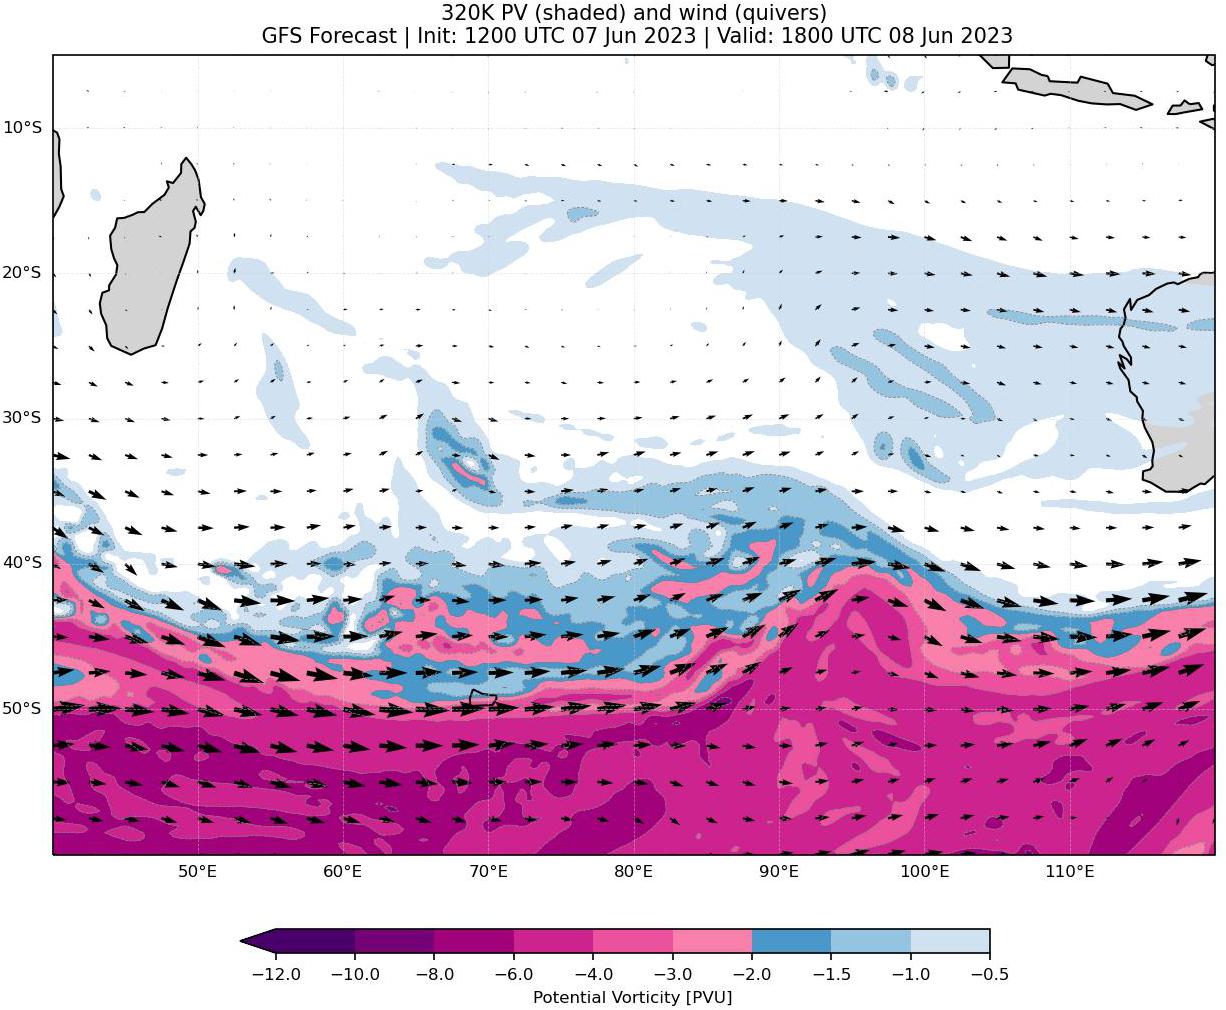 320K PV (shaded) and wind (quivers)
GFS Forecast | Init: 1200 UTC 07 Jun 2023 | Valid: 1800 UTC 08 Jun 2023
10°S
20°S
30°S
40°S
50°S
50°E 60°E 70°E 80°E 90°E 100°E 110°E
−12.0 −10.0 −8.0 −6.0 −4.0 −3.0 −2.0 −1.5 −1.0 −0.5
Potential Vorticity [PVU]